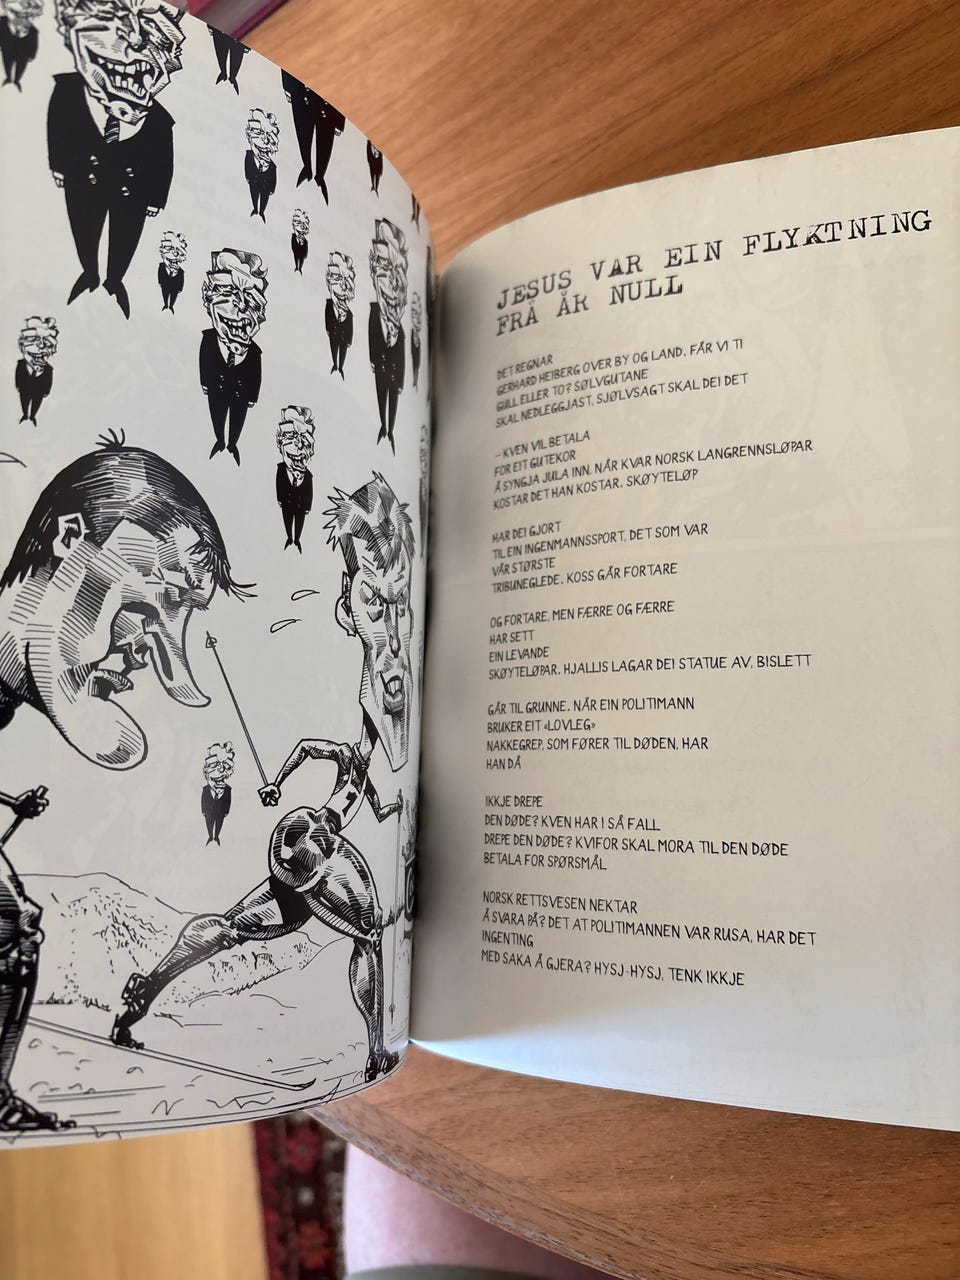 JESUS VAR EIN FLYKTNING
FRÅ ÅR NULL
DET REGNAR
GERHARD HEIBERG OVER BY OG LAND. FÅR VI TI
GULL ELLER TO? SØLVGUTANE
SKAL NEDLEGGJAST, SJØLVSAGT SKAL DEI DET
– KVEN VIL BETALA
FOR EIT GUTEKOR
Å SYNGJA JULA INN. NÅR KVAR NORSK LANGRENNSLØPAR
KOSTAR DET HAN KOSTAR. SKØYTELØP
HAR DEI GJORT
TIL EIN INGENMANNSSPORT, DET SOM VAR
VÅR STØRSTE
TRIBUNEGLEDE. KOSS GÅR FORTARE
OG FORTARE, MEN FÆRRE OG FÆRRE
HAR SETT
EIN LEVANDE
SKØYTELØPAR. HJALLIS LAGAR DEI STATUE AV, BISLETT
GÅR TIL GRUNNE. NÅR EIN POLITIMANN
BRUKER EIT «LOVLEG»
NAKKEGREP, SOM FØRER TIL DØDEN, HAR
HAN DÅ
IKKJE DREPE
DEN DØDE? KVEN HAR I SÅ FALL
DREPE DEN DØDE? KVIFOR SKAL MORA TIL DEN DØDE
BETALA FOR SPØRSMÅL
NORSK RETTSVESEN NEKTAR
Å SVARA PÅ? DET AT POLITIMANNEN VAR RUSA, HAR DET
INGENTING
MED SAKA Å GJERA? HYSJ-HYSJ, TENK IKKJE
1